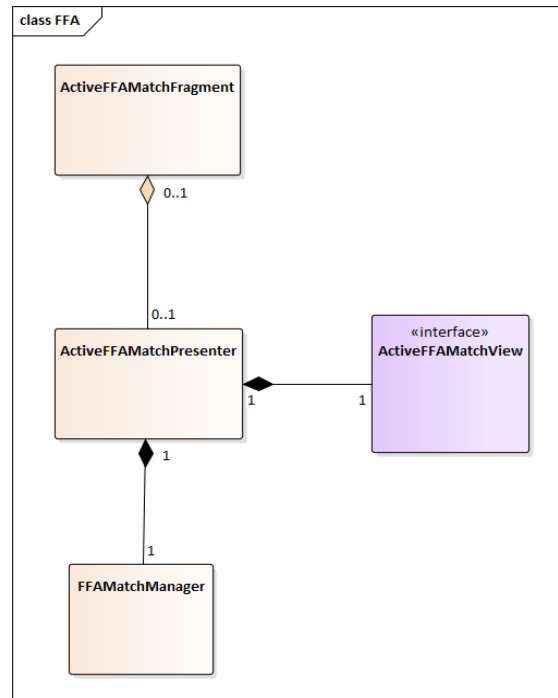 class FFA
ActiveFFAMatchFragment
0..1
0..1
ActiveFFAMatchPresenter
«interface»
ActiveFFAMatchView
1
1
1
1
FFAMatchManager